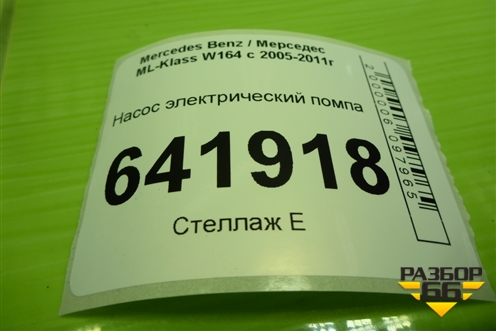 Mercedes Benz / Мерседес
ML-Klass W164 с 2005-2011г
Насос электрический помпа
641918
Стеллаж Е
2000006097965
РАЗБОР
66